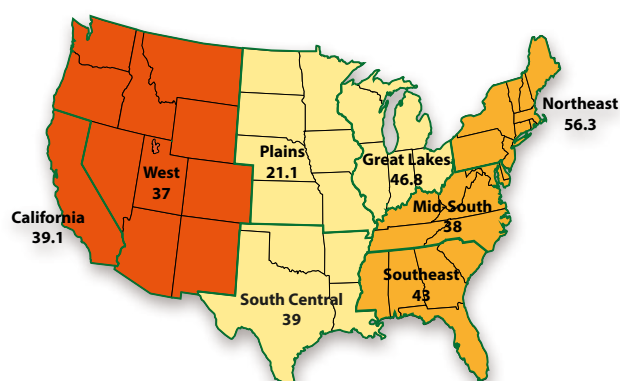 Northeast
56.3
Plains
21.1
Great Lakes
46.8
West
37
Mid-South
38
California
39.1
Southeast
43
South Central
39